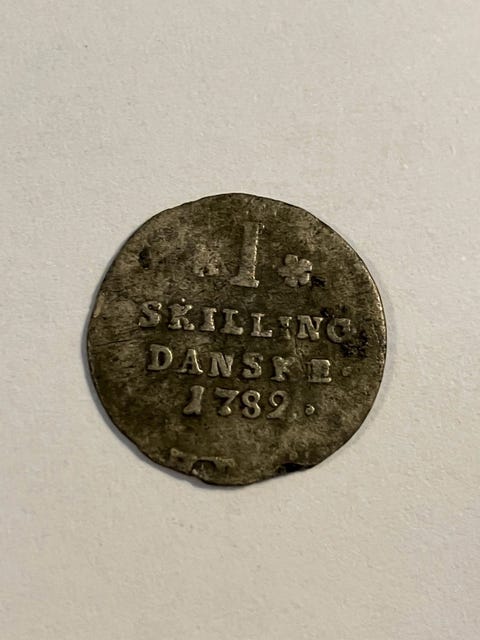 1
SKILLING
DANSKE.
1782.